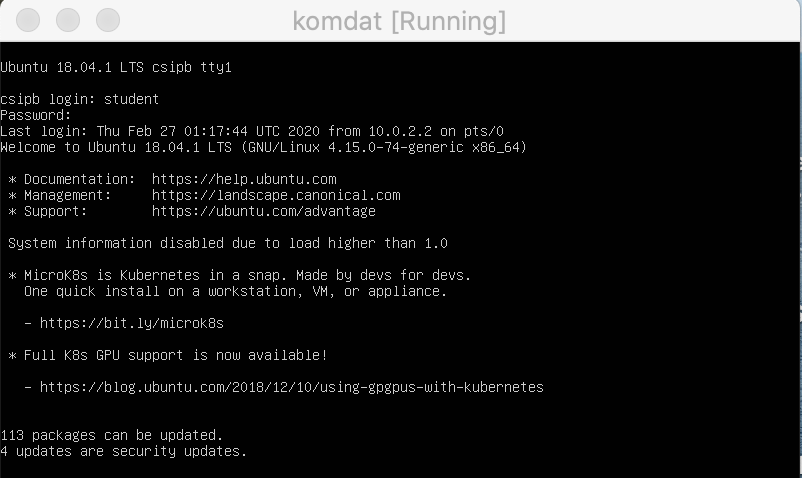 komdat [Running]
Ubuntu 18.04.1 LTS csipb tty1
csipb login: student
Password:
Last login: Thu Feb 27 01:17:44 UTC 2020 from 10.0.2.2 on pts/0
Welcome to Ubuntu 18.04.1 LTS (GNU/Linux 4.15.0-74-generic x86_64)
* Documentation:  https://help.ubuntu.com
* Management:     https://landscape.canonical.com
* Support:        https://ubuntu.com/advantage
System information disabled due to load higher than 1.0
* MicroK8s is Kubernetes in a snap. Made by devs for devs.
One quick install on a workstation, VM, or appliance.
- https://bit.ly/microk8s
* Full K8s GPU support is now available!
- https://blog.ubuntu.com/2018/12/10/using-gpgpus-with-kubernetes
113 packages can be updated.
4 updates are security updates.